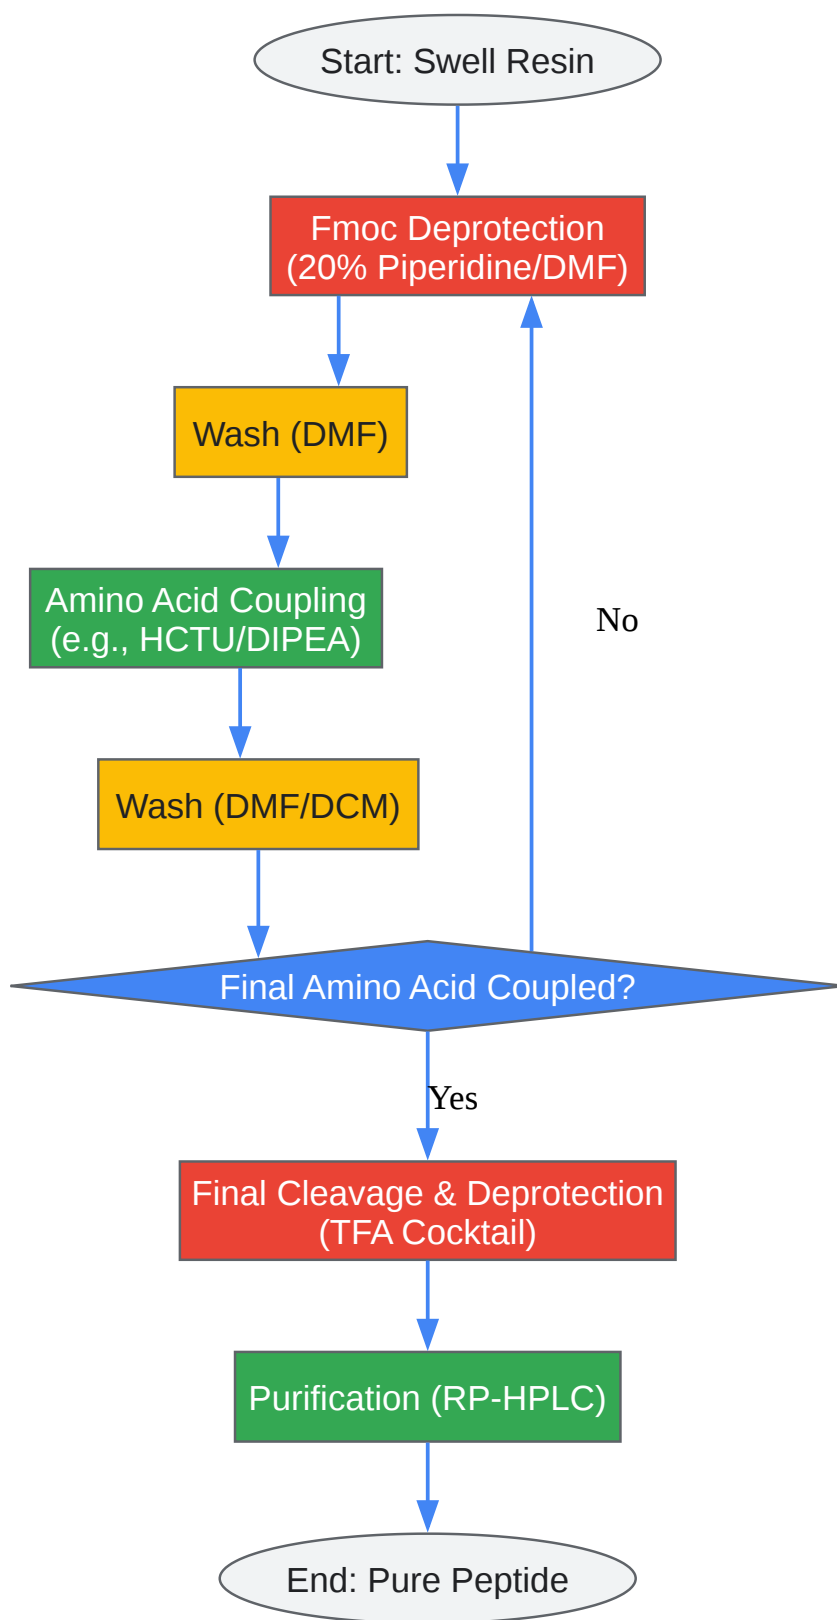 Start: Swell Resin
Fmoc Deprotection
(20% Piperidine/DMF)
Wash (DMF)
Amino Acid Coupling
(e.g., HCTU/DIPEA)
No
Wash (DMF/DCM)
Final Amino Acid Coupled?
Yes
Final Cleavage & Deprotection
(TFA Cocktail)
Purification (RP-HPLC)
End: Pure Peptide